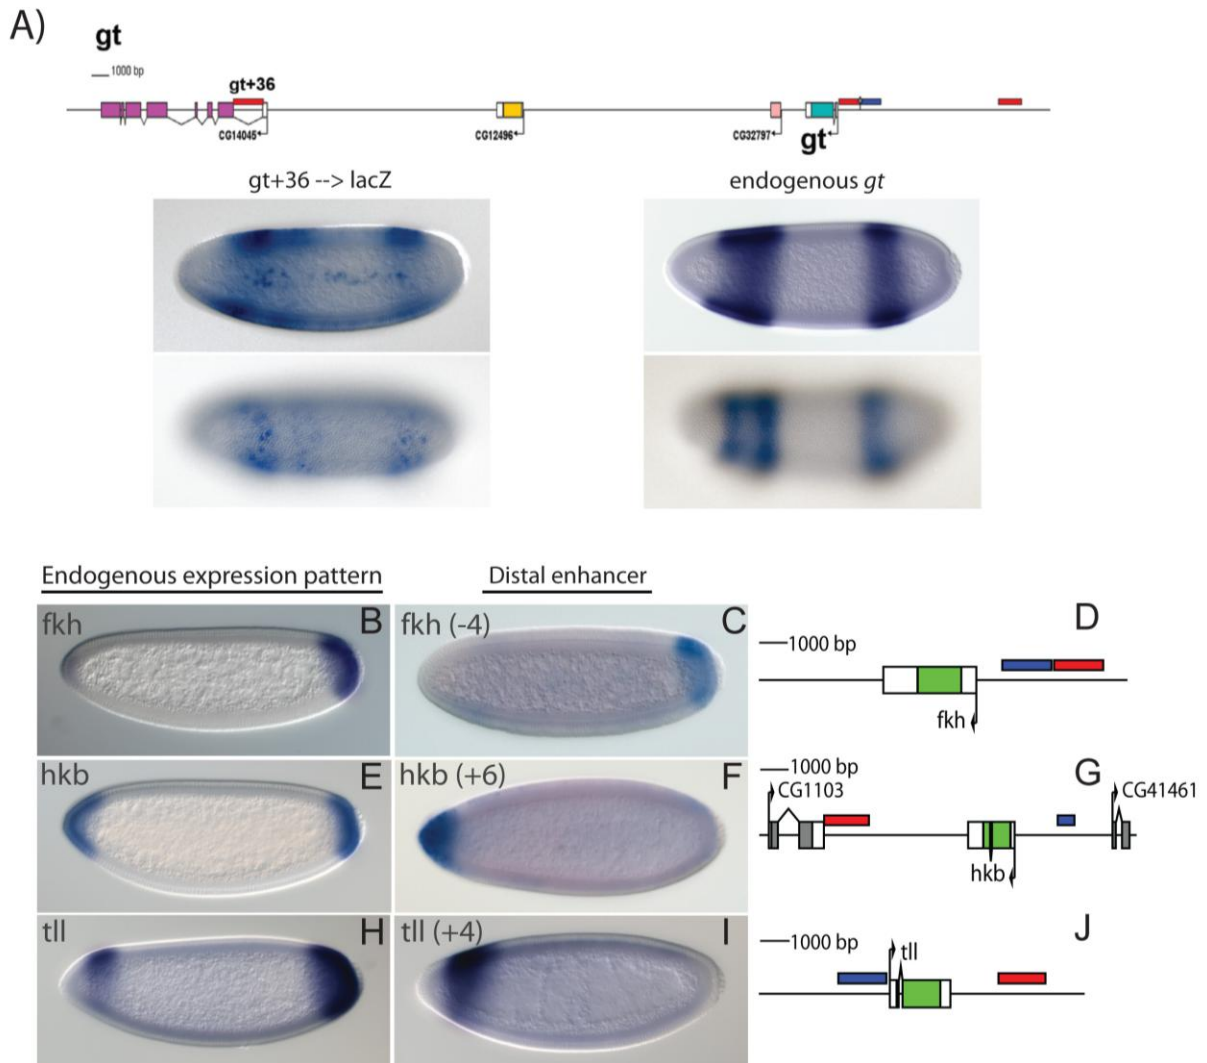 A)
gt
1000 bp
gt+36
CG14045
CG12496
CG32797
gt
gt+36 --> lacZ
endogenous gt
Endogenous expression pattern
Distal enhancer
fkh
B
fkh (-4)
C
1000 bp
D
fkh
hkb
E
hkb (+6)
F
1000 bp
G
CG1103
CG41461
hkb
tll
H
tll (+4)
I
1000 bp
J
tll